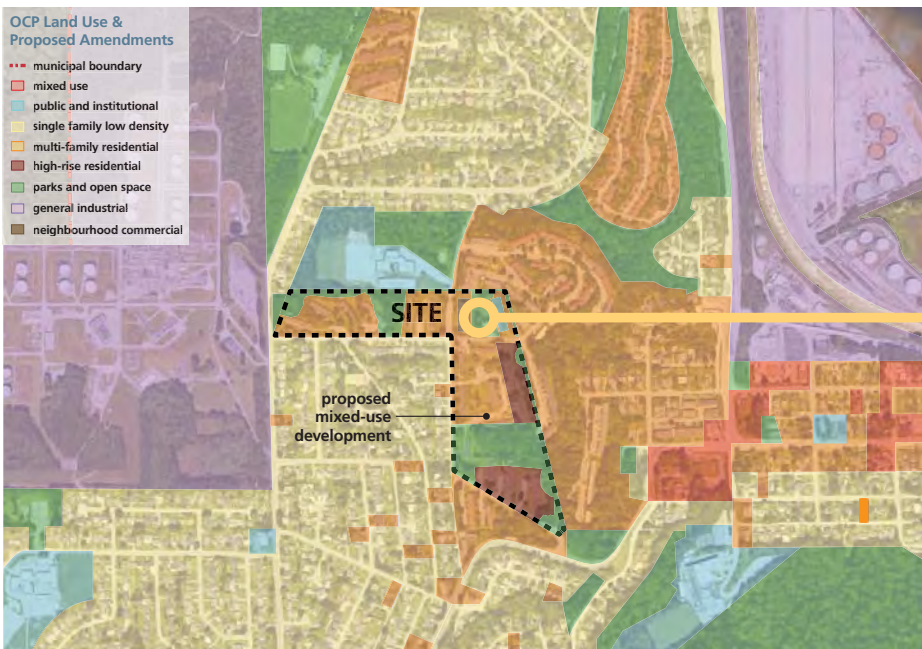 OCP Land Use &
Proposed Amendments
municipal boundary
mixed use
public and institutional
single family low density
multi-family residential
high-rise residential
parks and open space
general industrial
neighbourhood commercial
SITE
proposed
mixed-use
development